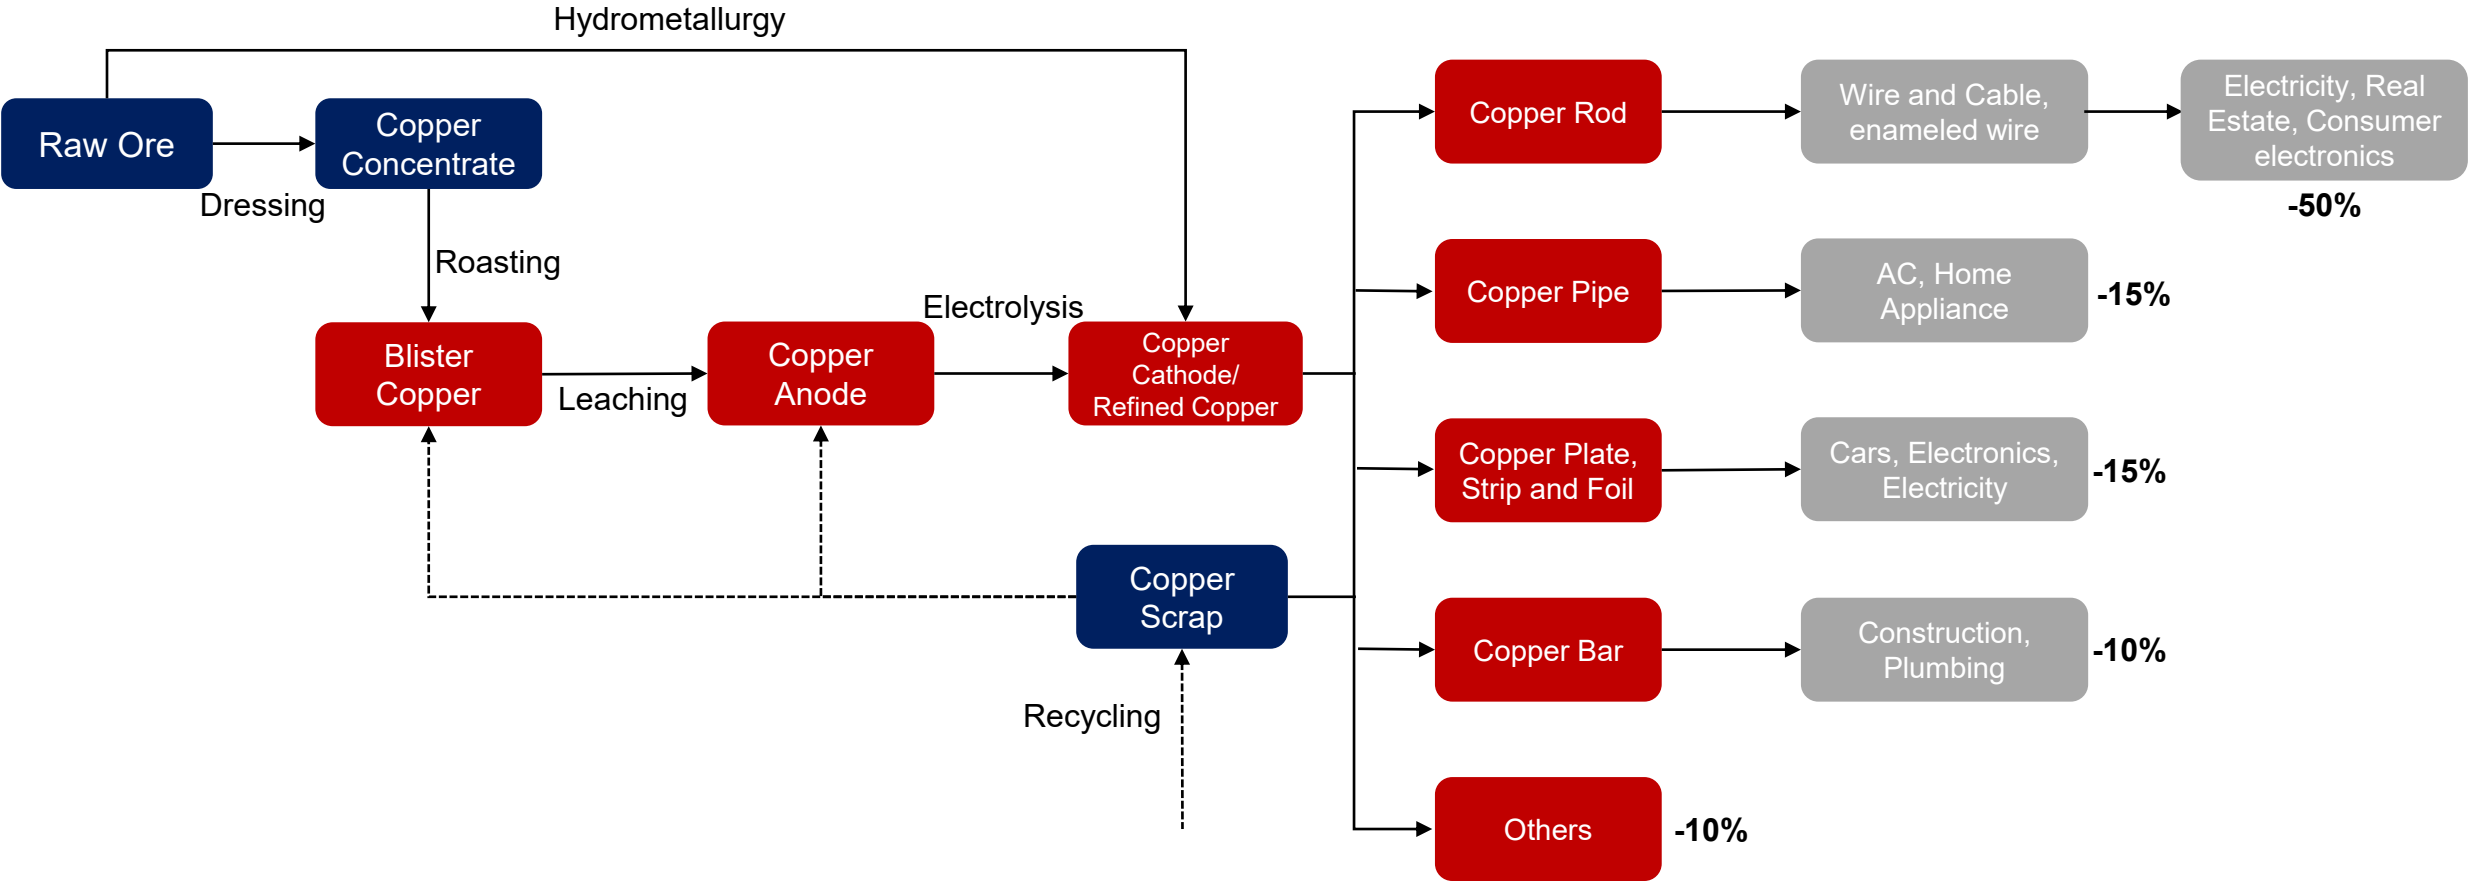 Hydrometallurgy
Raw Ore
Dressing
Copper
Concentrate
Roasting
Blister
Copper
Leaching
Copper
Anode
Electrolysis
Copper
Cathode/
Refined Copper
Copper
Scrap
Recycling
Copper Rod
Wire and Cable,
enameled wire
Electricity, Real
Estate, Consumer
electronics
-50%
Copper Pipe
AC, Home
Appliance
-15%
Copper Plate,
Strip and Foil
Cars, Electronics,
Electricity
-15%
Copper Bar
Construction,
Plumbing
-10%
Others
-10%